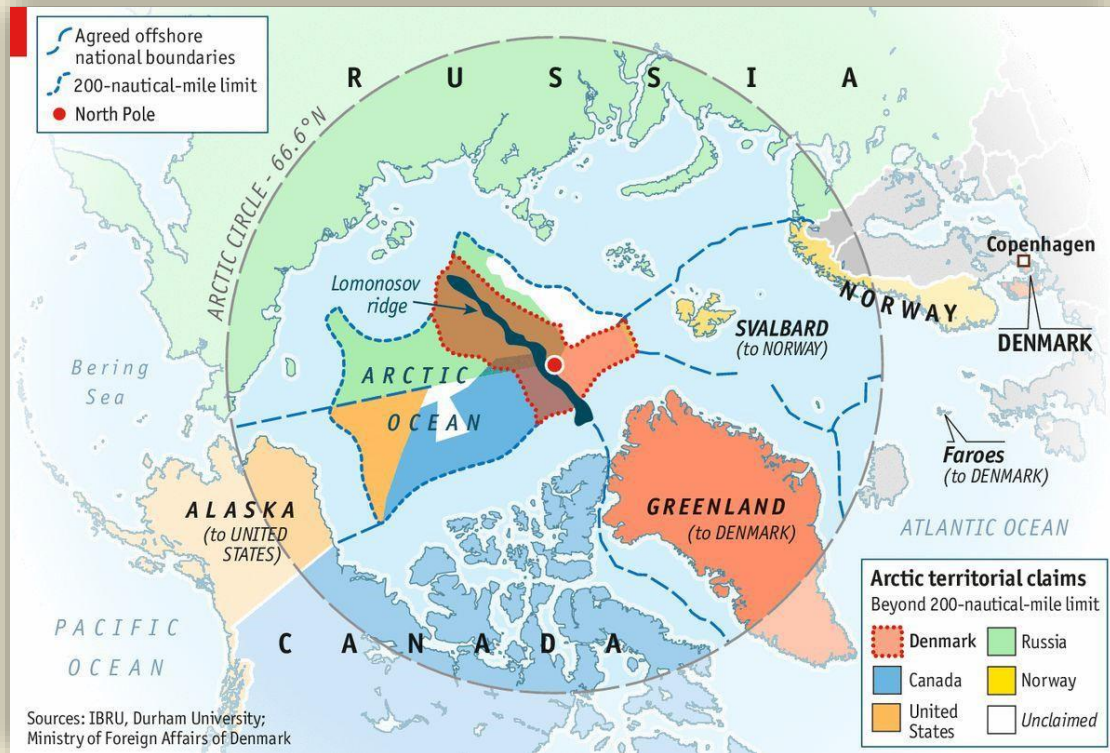 Agreed offshore
national boundaries
200-nautical-mile limit
North Pole
R U S S I A
ARCTIC CIRCLE - 66.6°N
Lomonosov
ridge
Copenhagen
NORWAY
SVALBARD
(to NORWAY)
DENMARK
Bering
Sea
ARCTIC
OCEAN
Faroes
(to DENMARK)
ALASKA
(to UNITED
STATES)
GREENLAND
(to DENMARK)
ATLANTIC OCEAN
PACIFIC
OCEAN
CANADA
Arctic territorial claims
Beyond 200-nautical-mile limit
Denmark
Russia
Canada
Norway
United
States
Unclaimed
Sources: IBRU, Durham University;
Ministry of Foreign Affairs of Denmark